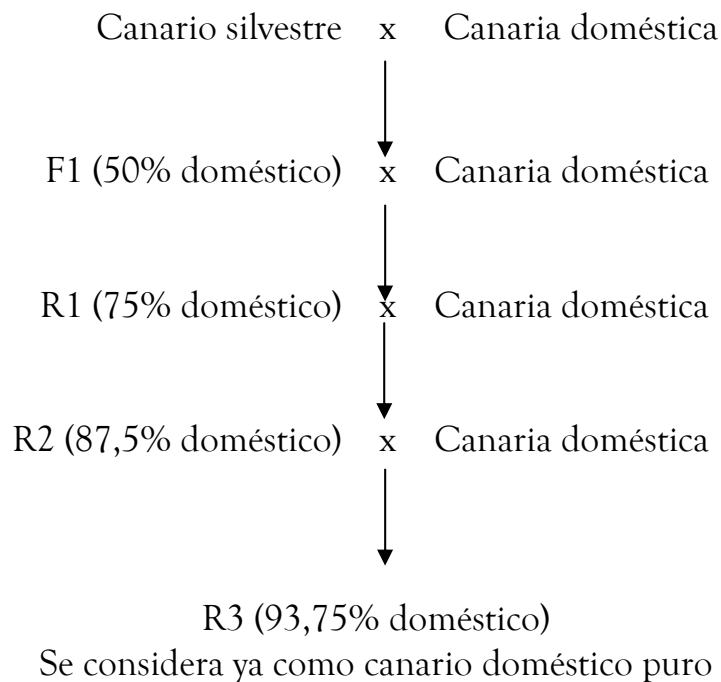 Canario silvestre x Canaria doméstica
F1 (50% doméstico) x Canaria doméstica
R1 (75% doméstico) x Canaria doméstica
R2 (87,5% doméstico) x Canaria doméstica
R3 (93,75% doméstico)
Se considera ya como canario doméstico puro